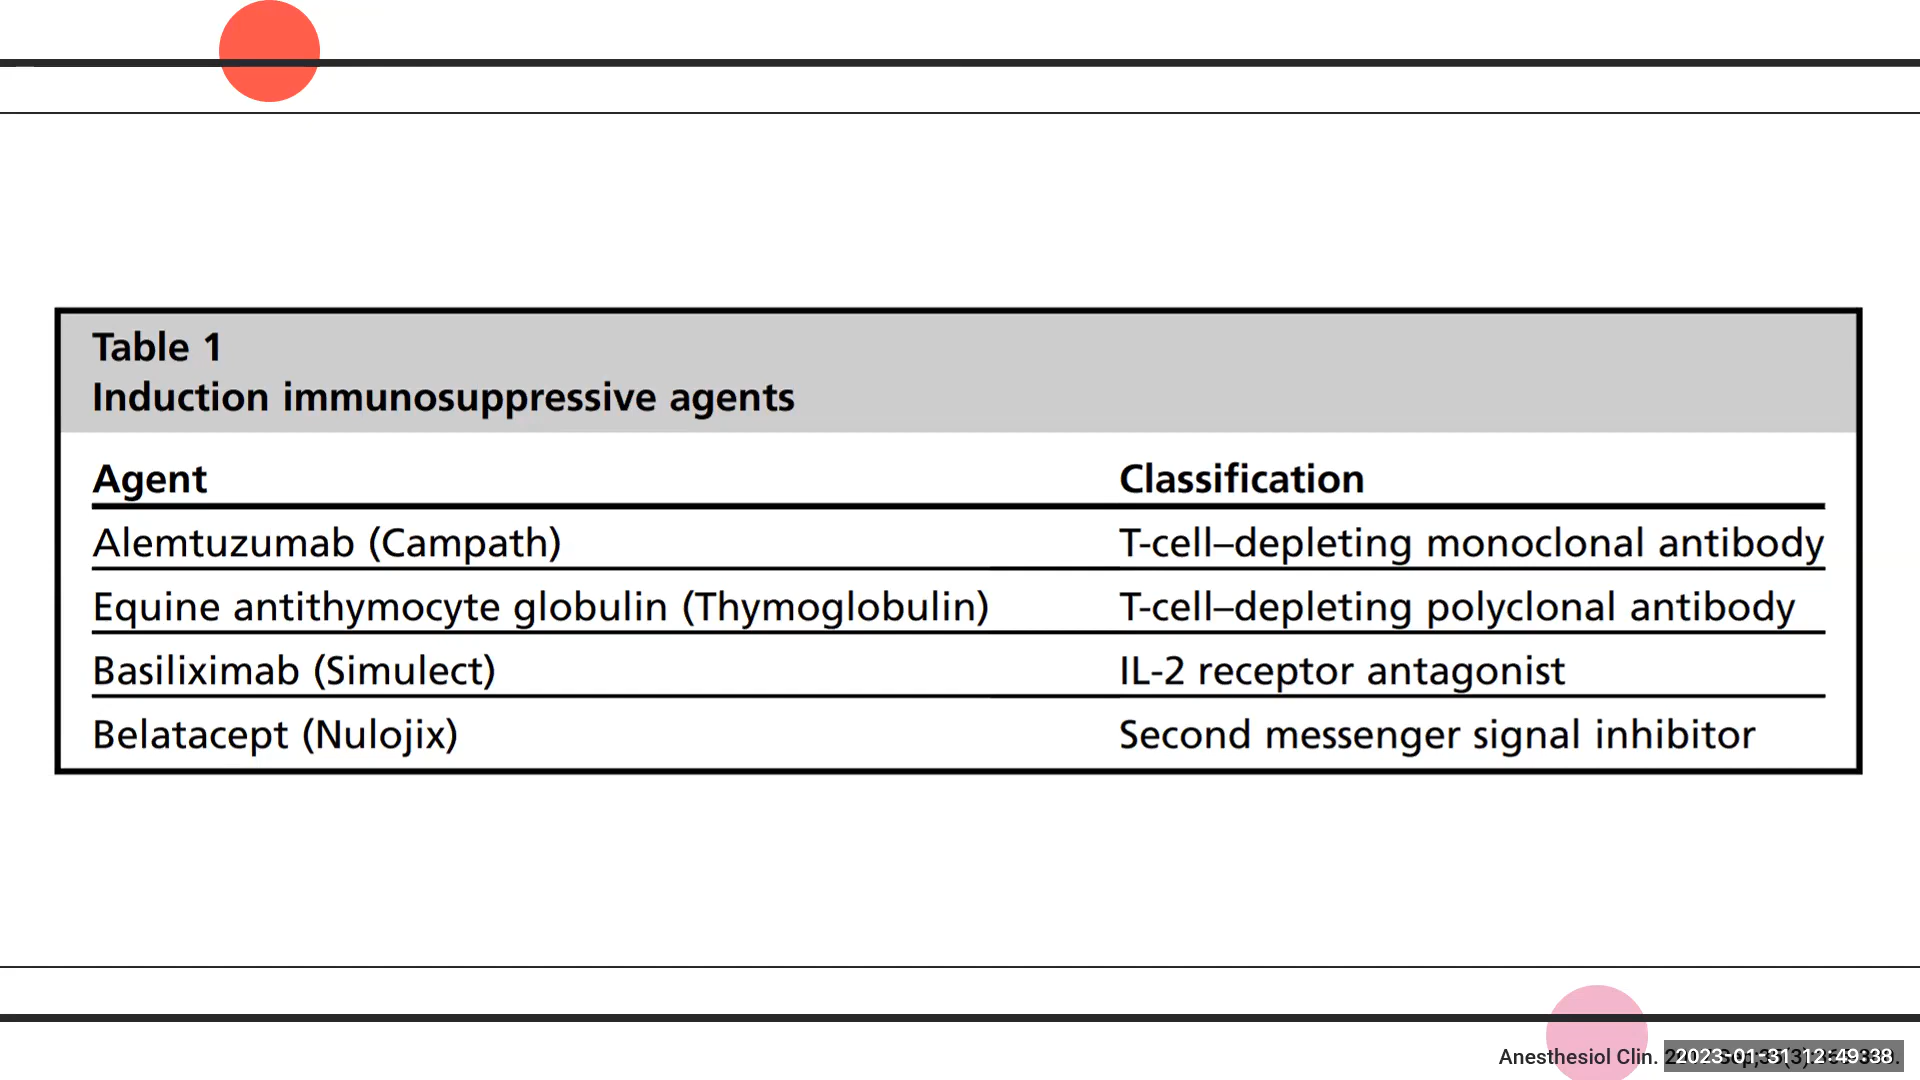 Table 1
Induction immunosuppressive agents
Agent Classification
Alemtuzumab (Campath) T-cell–depleting monoclonal antibody
Equine antithymocyte globulin (Thymoglobulin) T-cell–depleting polyclonal antibody
Basiliximab (Simulect) IL-2 receptor antagonist
Belatacept (Nulojix) Second messenger signal inhibitor
Anesthesiol Clin.
2023-01-31 12:49:38